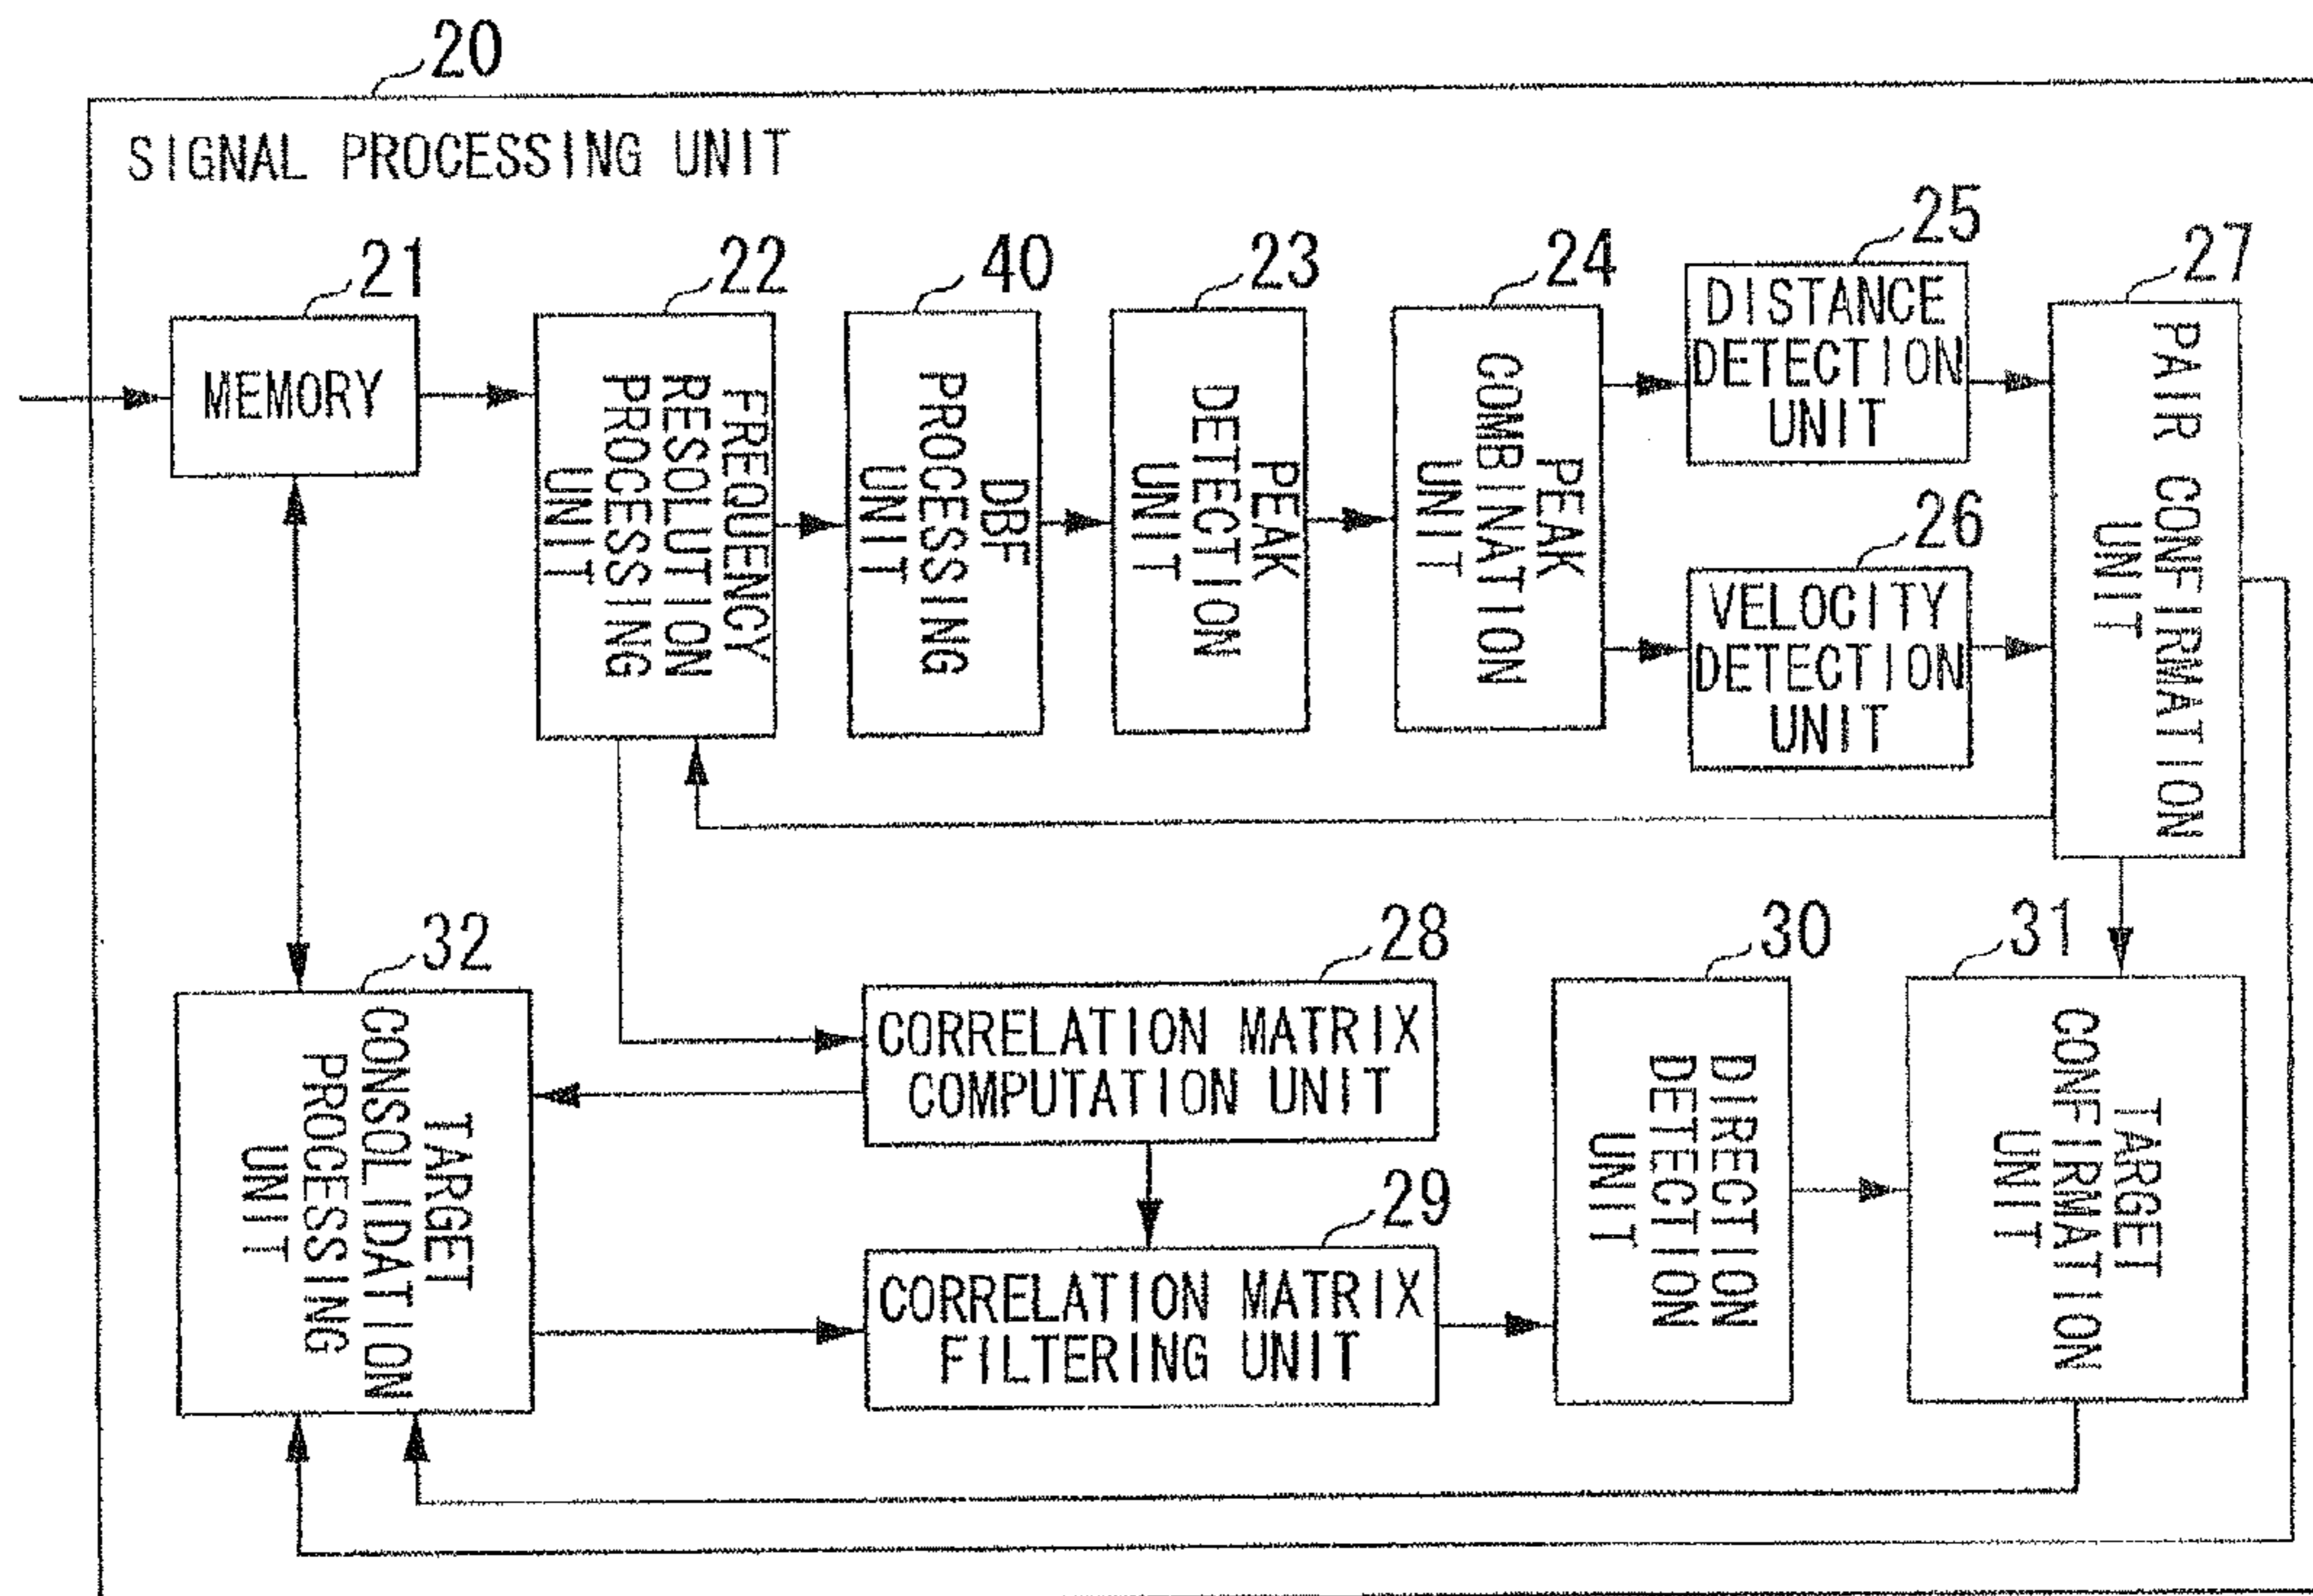 20
SIGNAL PROCESSING UNIT
21
MEMORY
22
FREQUENCY
RESOLUTION
PROCESSING
UNIT
40
DBF
PROCESSING
UNIT
23
PEAK
DETECTION
UNIT
24
PEAK
COMBINATION
UNIT
25
DISTANCE
DETECTION
UNIT
26
VELOCITY
DETECTION
UNIT
27
PAIR CONFIRMATION
UNIT
32
TARGET
CONSOLIDATION
PROCESSING
UNIT
28
CORRELATION MATRIX
COMPUTATION UNIT
29
CORRELATION MATRIX
FILTERING UNIT
30
DIRECTION
DETECTION
UNIT
31
TARGET
CONFIRMATION
UNIT